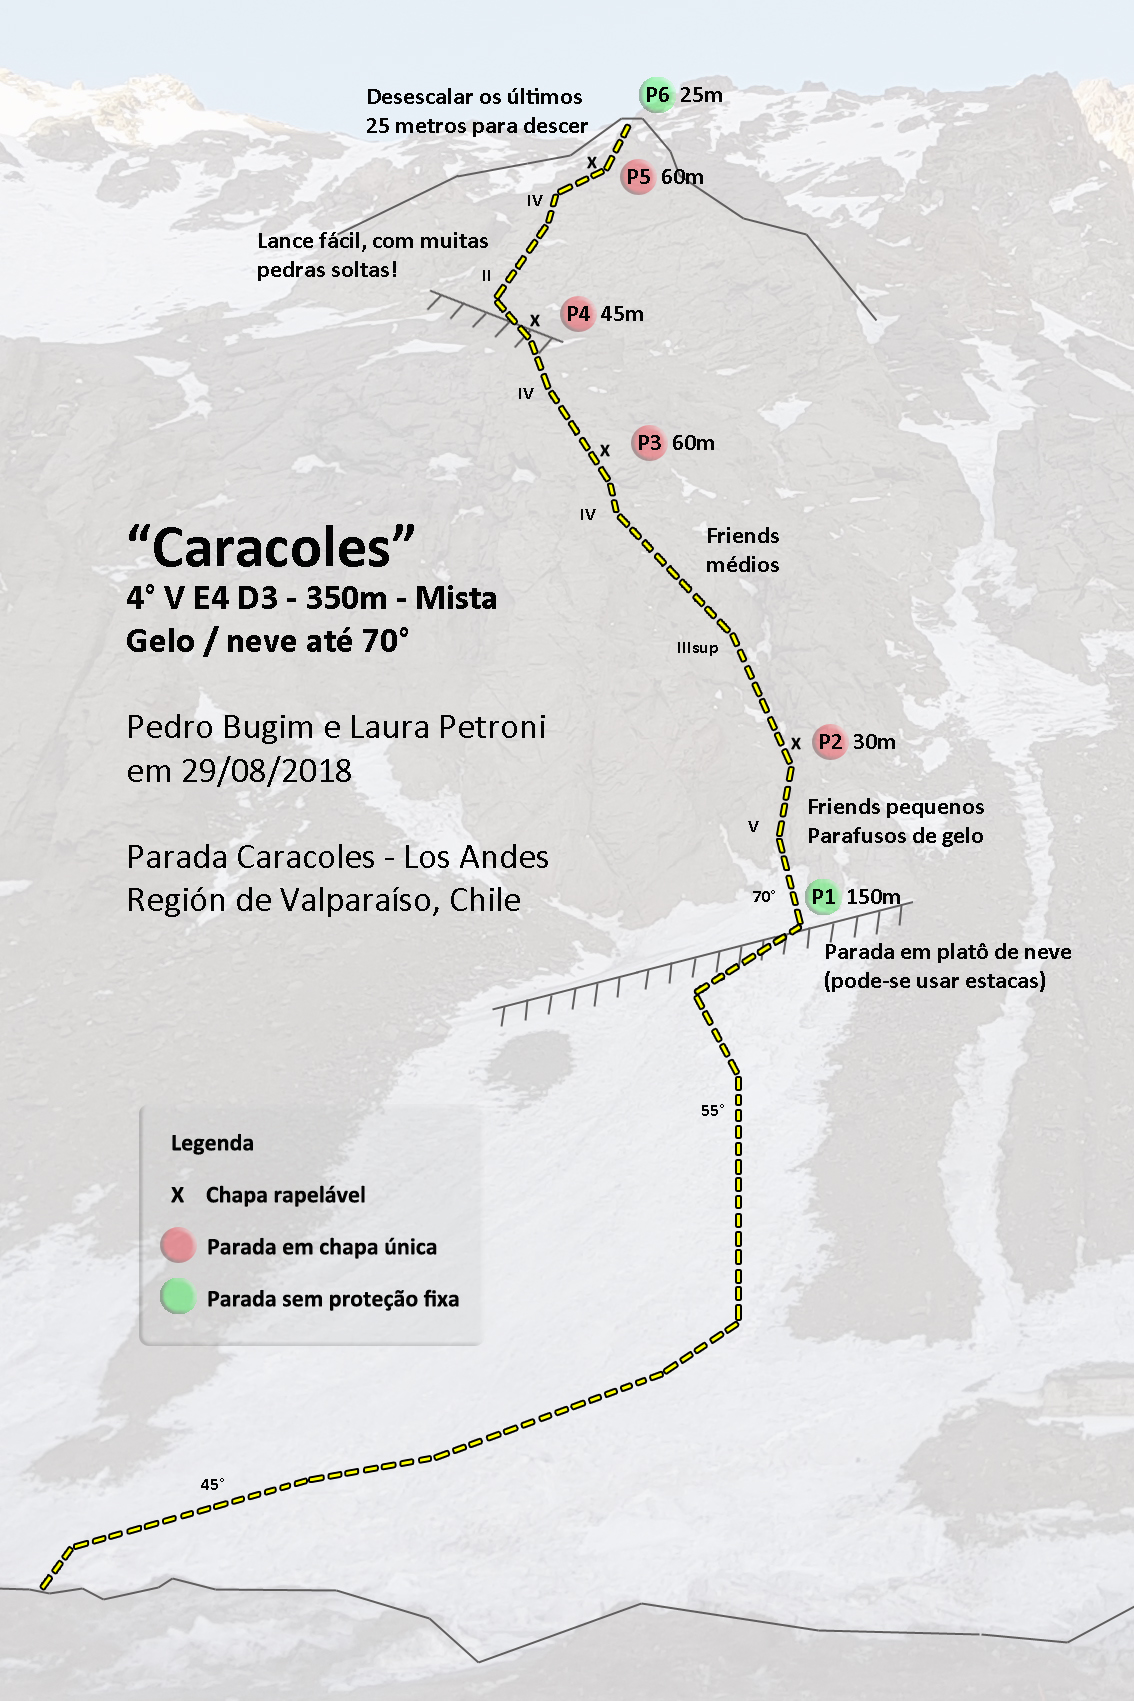 Desescalar os últimos
25 metros para descer
P6 25m
X
P5 60m
IV
Lance fácil, com muitas
pedras soltas!
II
X
P4 45m
IV
X
P3 60m
IV
Friends
médios
“Caracoles”
4° V E4 D3 - 350m - Mista
Gelo / neve até 70°
IIIsup
Pedro Bugim e Laura Petroni
em 29/08/2018
X
P2 30m
V
Friends pequenos
Parafusos de gelo
Parada Caracoles - Los Andes
Región de Valparaíso, Chile
70°
P1 150m
Parada em platô de neve
(pode-se usar estacas)
55°
Legenda
X Chapa rapelável
Parada em chapa única
Parada sem proteção fixa
45°